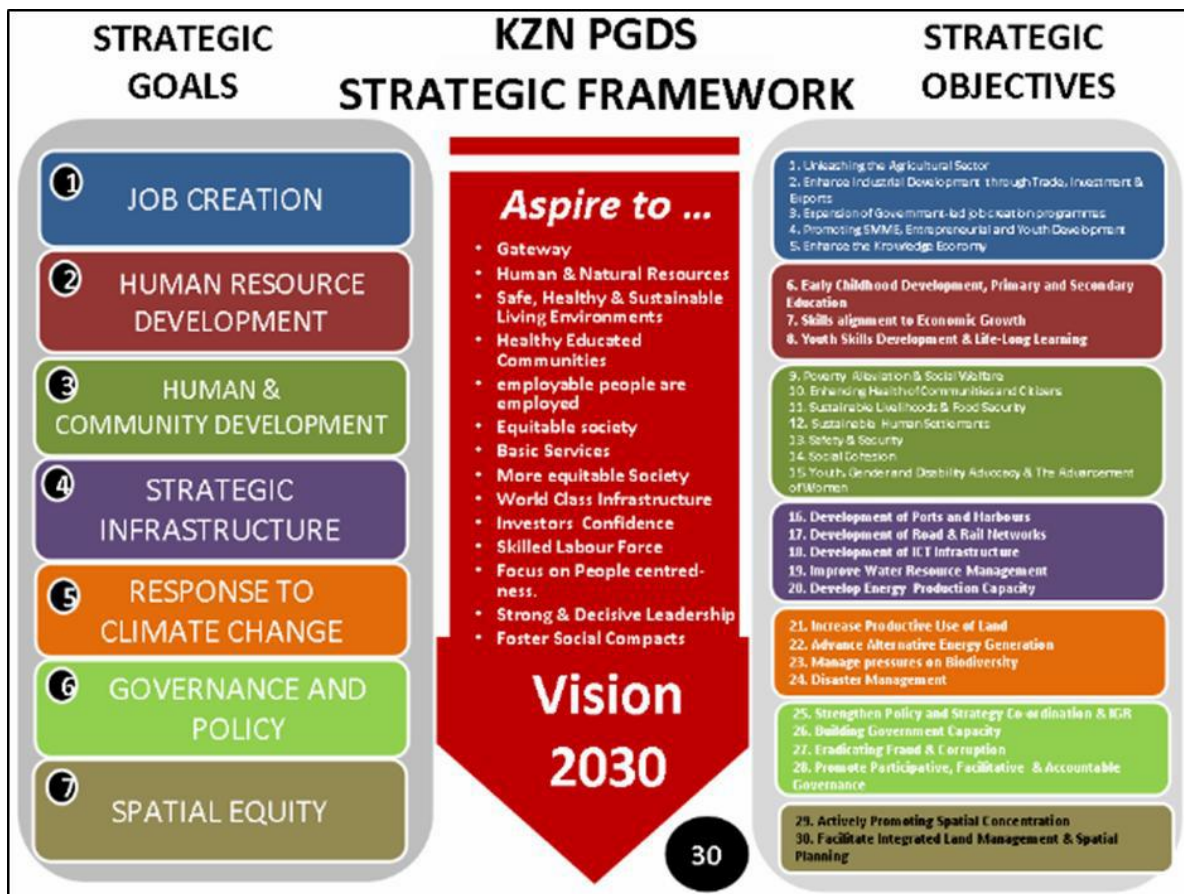 STRATEGIC
GOALS
1
JOB CREATION
2
HUMAN RESOURCE
DEVELOPMENT
3
HUMAN &
COMMUNITY DEVELOPMENT
4
STRATEGIC
INFRASTRUCTURE
5
RESPONSE TO
CLIMATE CHANGE
6
GOVERNANCE AND
POLICY
7
SPATIAL EQUITY
KZN PGDS
STRATEGIC FRAMEWORK
Aspire to ...
• Gateway
• Human & Natural Resources
• Safe, Healthy & Sustainable
Living Environments
• Healthy Educated
Communities
• employable people are
employed
• Equitable society
• Basic Services
• More equitable Society
• World Class Infrastructure
• Investors Confidence
• Skilled Labour Force
• Focus on People centred-
ness.
• Strong & Decisive Leadership
• Foster Social Compacts
Vision
2030
30
STRATEGIC
OBJECTIVES
1. Unleashing the Agricultural Sector
2. Enhance Industrial Development through Trade, Investment &
Exports
3. Expansion of Government-led job creation programmes
4. Promoting SMME, Entrepreneurial and Youth Development
5. Enhance the Knowledge Economy
6. Early Childhood Development, Primary and Secondary
Education
7. Skills alignment to Economic Growth
8. Youth Skills Development & Life-Long Learning
9. Poverty Alleviation & Social Welfare
10. Enhancing Health of Communities and Citizens
11. Sustainable Livelihoods & Food Security
12. Sustainable Human Settlements
13. Safety & Security
14. Social Cohesion
15. Youth, Gender and Disability Advocacy & The Advancement
of Women
16. Development of Ports and Harbours
17. Development of Road & Rail Networks
18. Development of ICT Infrastructure
19. Improve Water Resource Management
20. Develop Energy Production Capacity
21. Increase Productive Use of Land
22. Advance Alternative Energy Generation
23. Manage pressures on Biodiversity
24. Disaster Management
25. Strengthen Policy and Strategy Co-ordination & IGR
26. Building Government Capacity
27. Eradicating Fraud & Corruption
28. Promote Participative, Facilitative & Accountable
Governance
29. Actively Promoting Spatial Concentration
30. Facilitate Integrated Land Management & Spatial
Planning